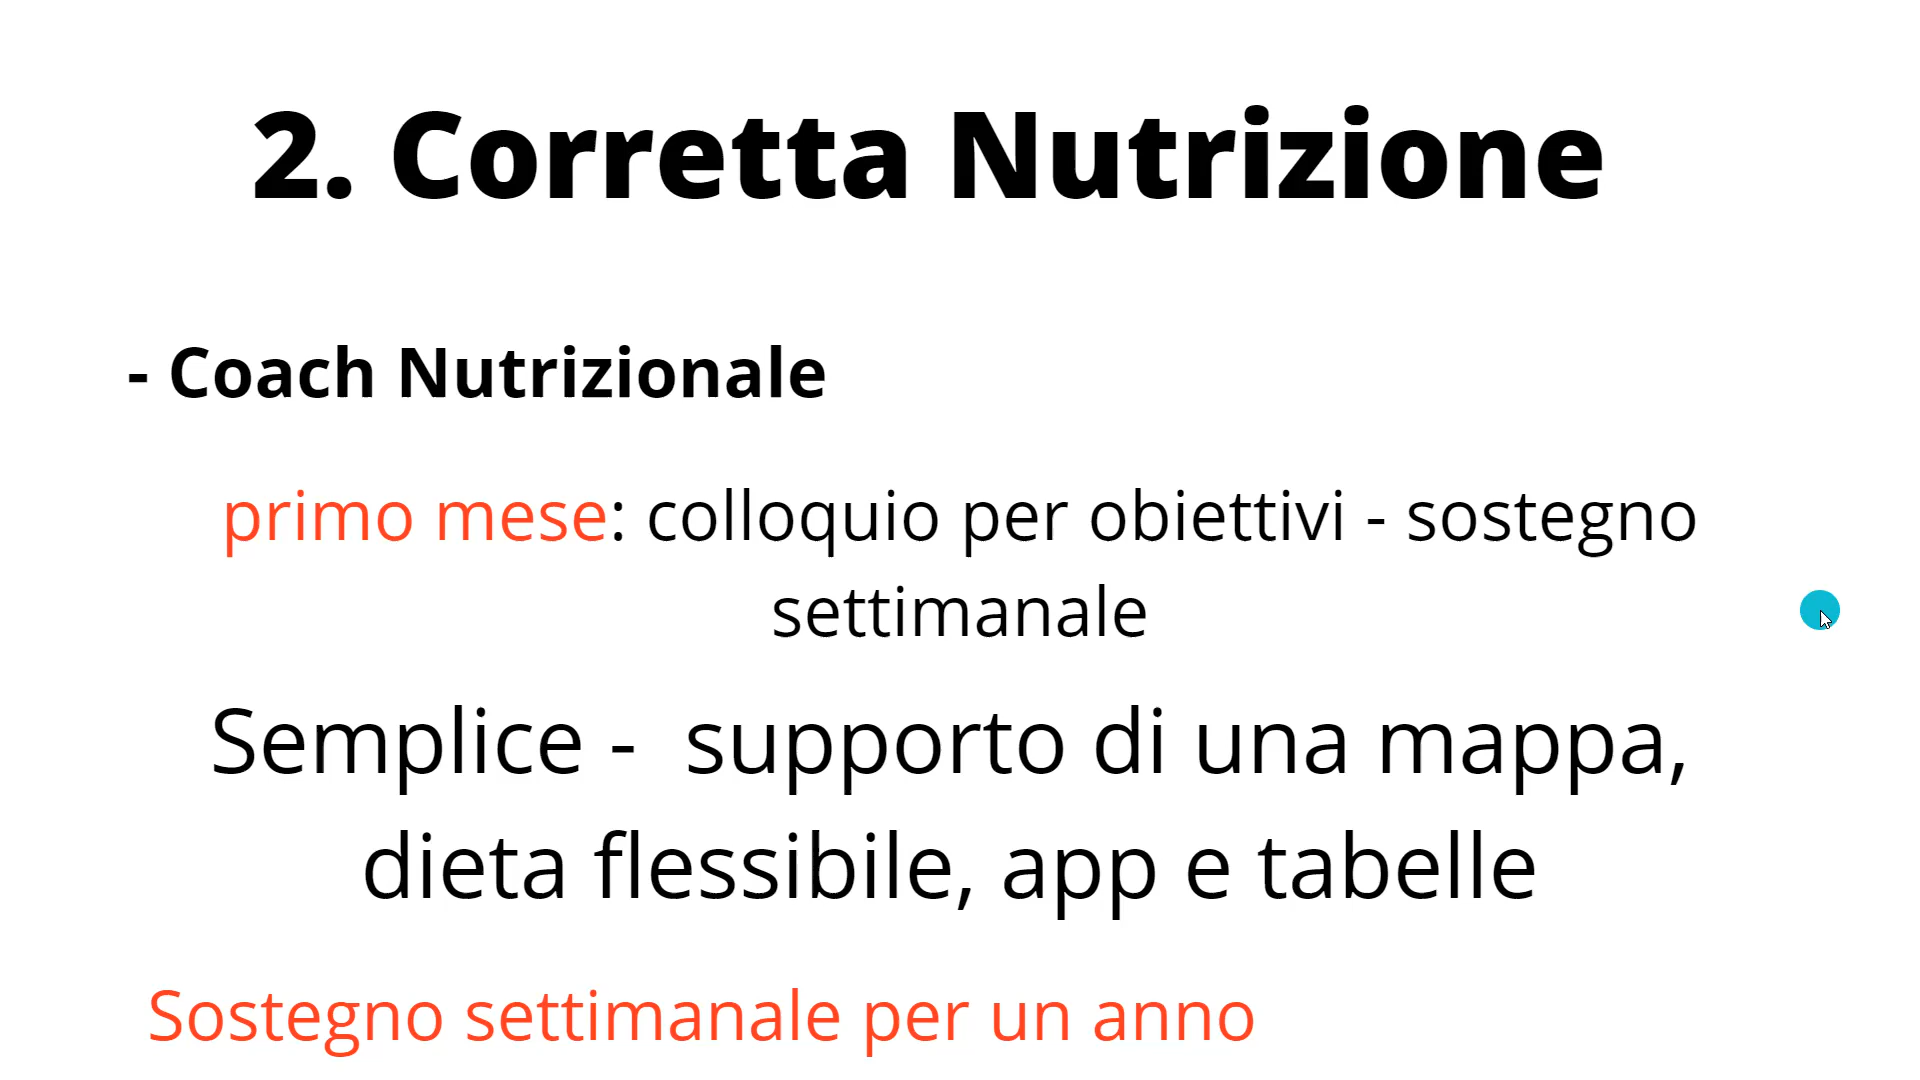 2. Corretta Nutrizione
- Coach Nutrizionale
primo mese: colloquio per obiettivi - sostegno
settimanale
Semplice -  supporto di una mappa,
dieta flessibile, app e tabelle
Sostegno settimanale per un anno